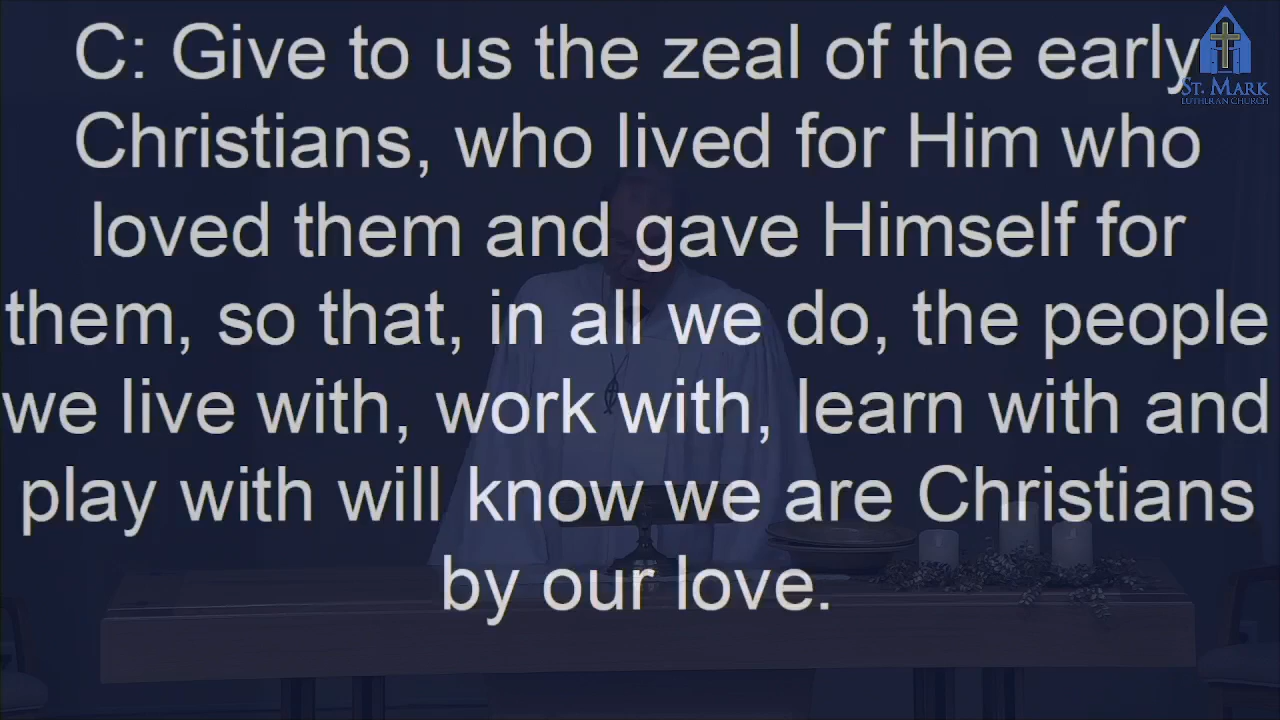 C: Give to us the zeal of the early
Christians, who lived for Him who
loved them and gave Himself for
them, so that, in all we do, the people
we live with, work with, learn with and
play with will know we are Christians
by our love.
ST. MARK
LUTHERAN CHURCH